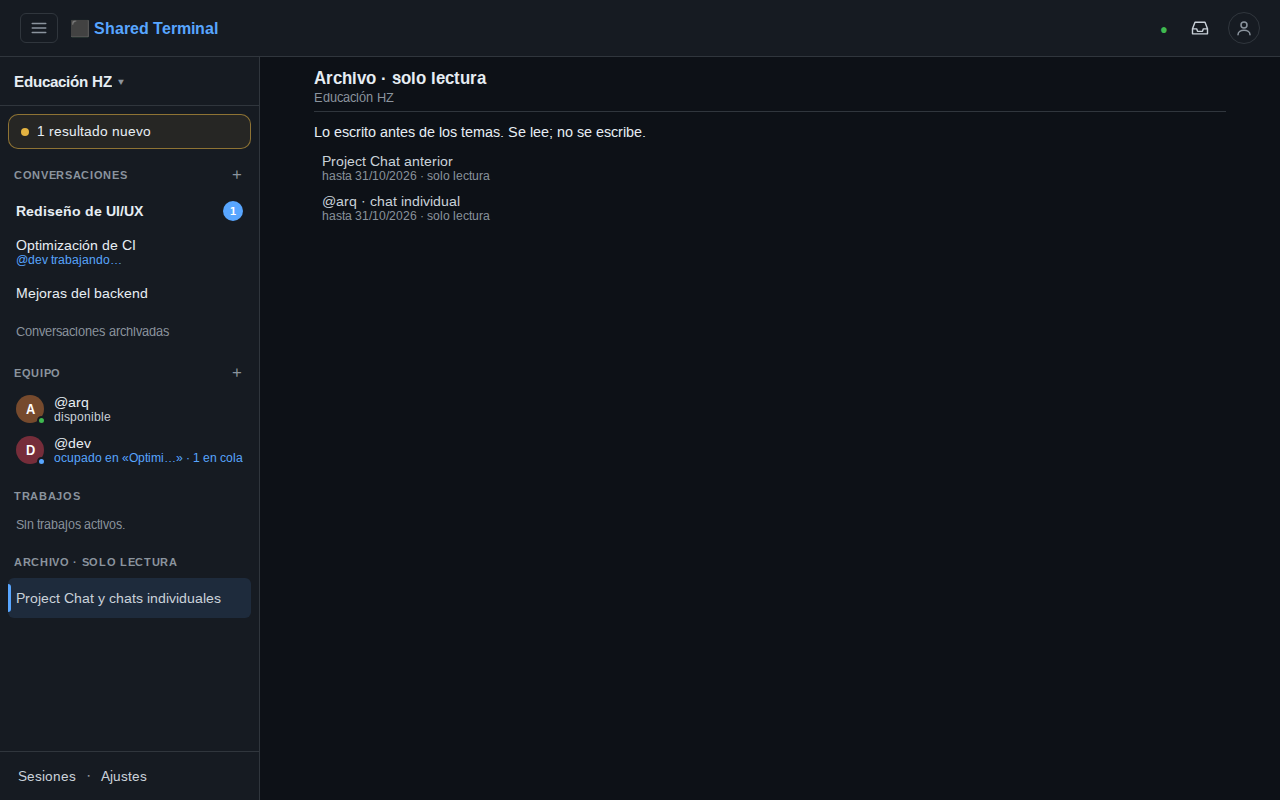 Shared Terminal
Educación HZ
1 resultado nuevo
CONVERSACIONES
Rediseño de UI/UX
1
Optimización de CI
@dev trabajando…
Mejoras del backend
Conversaciones archivadas
EQUIPO
A
@arq
disponible
D
@dev
ocupado en «Optimi…» · 1 en cola
TRABAJOS
Sin trabajos activos.
ARCHIVO · SOLO LECTURA
Project Chat y chats individuales
Sesiones · Ajustes
Archivo · solo lectura
Educación HZ
Lo escrito antes de los temas. Se lee; no se escribe.
Project Chat anterior
hasta 31/10/2026 · solo lectura
@arq · chat individual
hasta 31/10/2026 · solo lectura